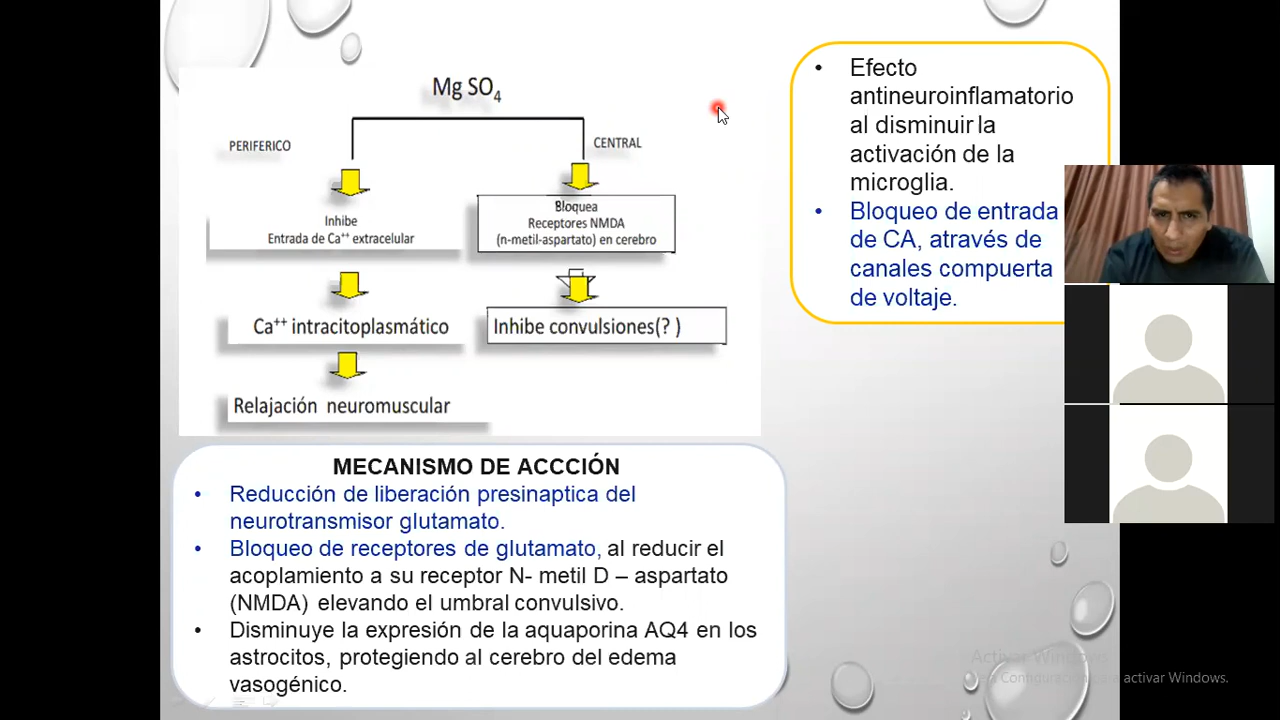 Mg SO4
PERIFERICO
CENTRAL
Inhibe
Entrada de Ca++ extracelular
Bloquea
Receptores NMDA
(n-metil-aspartato) en cerebro
Ca++ intracitoplasmático
Inhibe convulsiones(? )
Relajación neuromuscular
• Efecto
antineuroinflamatorio
al disminuir la
activación de la
microglia.
• Bloqueo de entrada
de CA, através de
canales compuerta
de voltaje.
MECANISMO DE ACCCIÓN
• Reducción de liberación presinaptica del
neurotransmisor glutamato.
• Bloqueo de receptores de glutamato, al reducir el
acoplamiento a su receptor N- metil D – aspartato
(NMDA) elevando el umbral convulsivo.
• Disminuye la expresión de la aquaporina AQ4 en los
astrocitos, protegiendo al cerebro del edema
vasogénico.
Activar Windows
Configuración para activar Windows.